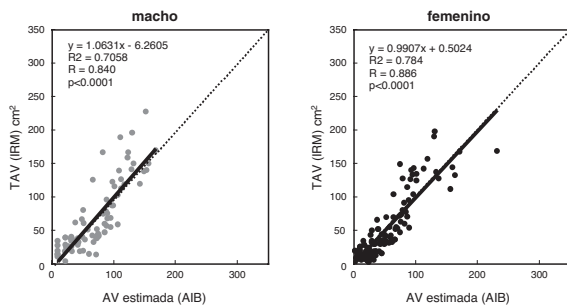 macho
350
300
250
200
150
100
50
0
y = 1.0631x - 6.2605
R2 = 0.7058
R = 0.840
p<0.0001
TAV (IRM) cm²
0 100 200 300
AV estimada (AIB)
femenino
350
300
250
200
150
100
50
0
y = 0.9907x + 0.5024
R2 = 0.784
R = 0.886
p<0.0001
TAV (IRM) cm²
0 100 200 300
AV estimada (AIB)